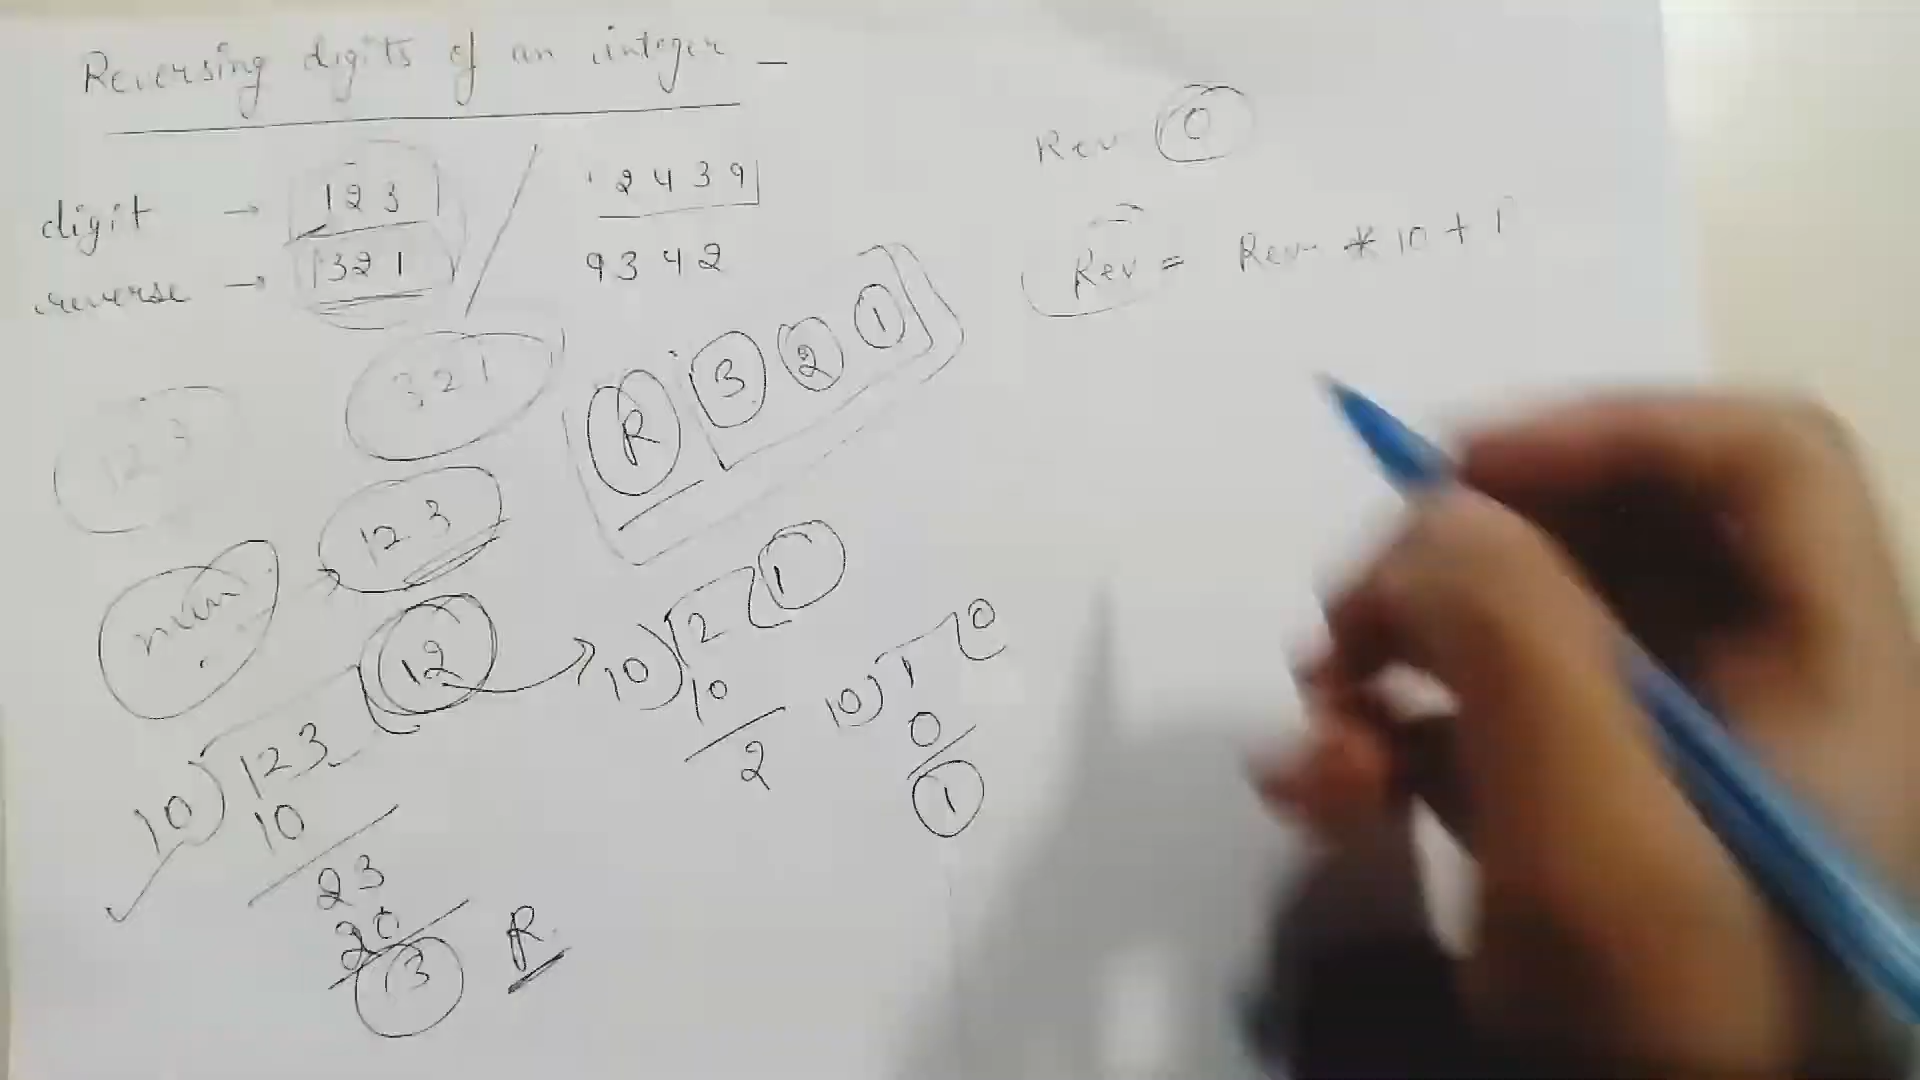 Reversing digits of an integer -
digit → 123
2439
reverse → 321
9342
Rev 0
Rev = Rev * 10 +
321
R 3 2 1
123
123
num
12
10)123
10
23
20
3 R
10)12 1
10
2
10)1 0
0
1